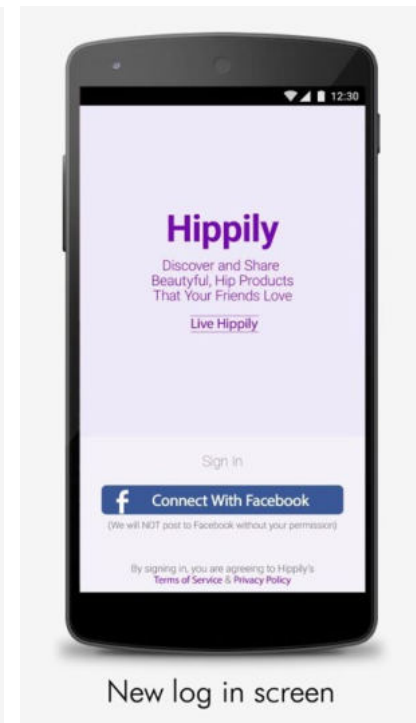 12:30
Hippily
Discover and Share
Beautyful, Hip Products
That Your Friends Love
Live Hippily
Sign In
f Connect With Facebook
(We will NOT post to Facebook without your permission)
By signing in, you are agreeing to Hippily's
Terms of Service & Privacy Policy
New log in screen